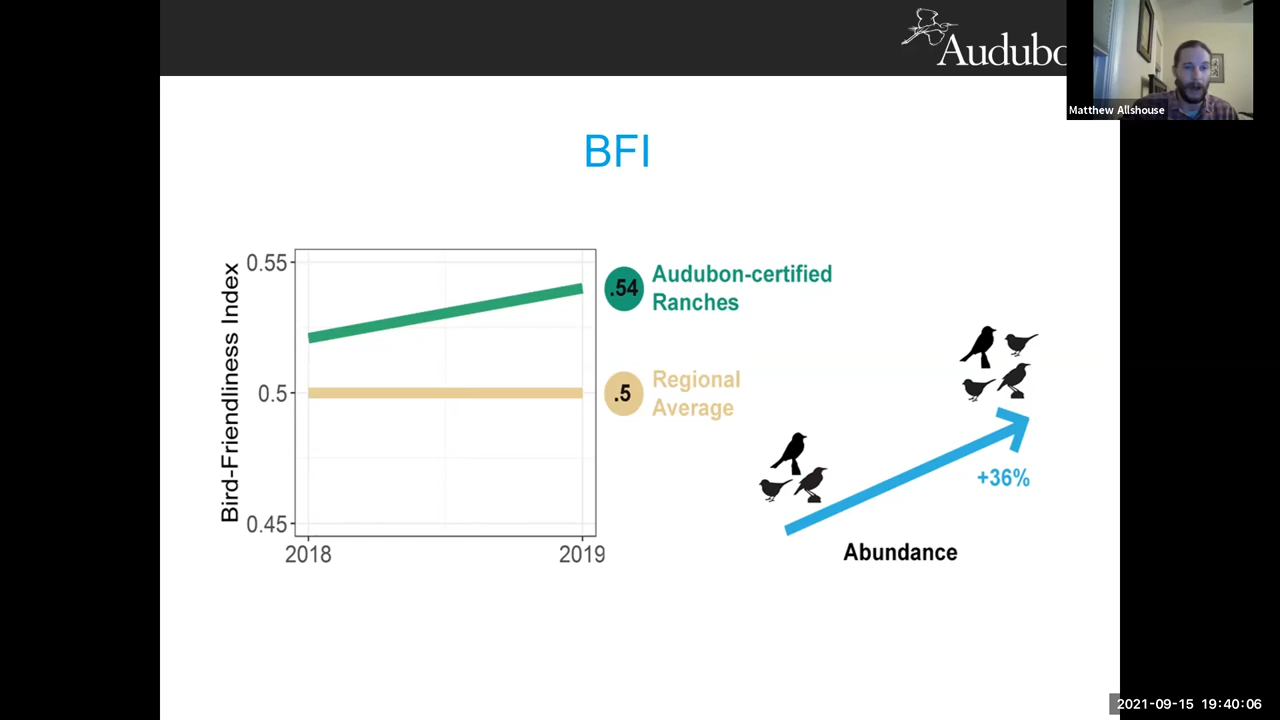 Audubo
Matthew Allshouse
BFI
Bird-Friendliness Index
0.55
0.5
0.45
2018
2019
.54
Audubon-certified
Ranches
.5
Regional
Average
+36%
Abundance
2021-09-15 19:40:06